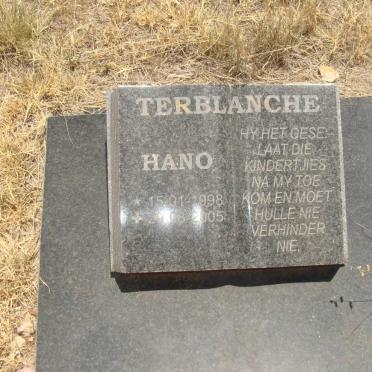 TERBLANCHE
HANO
* 15-01-1998
2005
HY HET GESE:
LAAT DIE
KINDERTJIES
NA MY TOE
KOM EN MOET
HULLE NIE
VERHINDER
NIE.